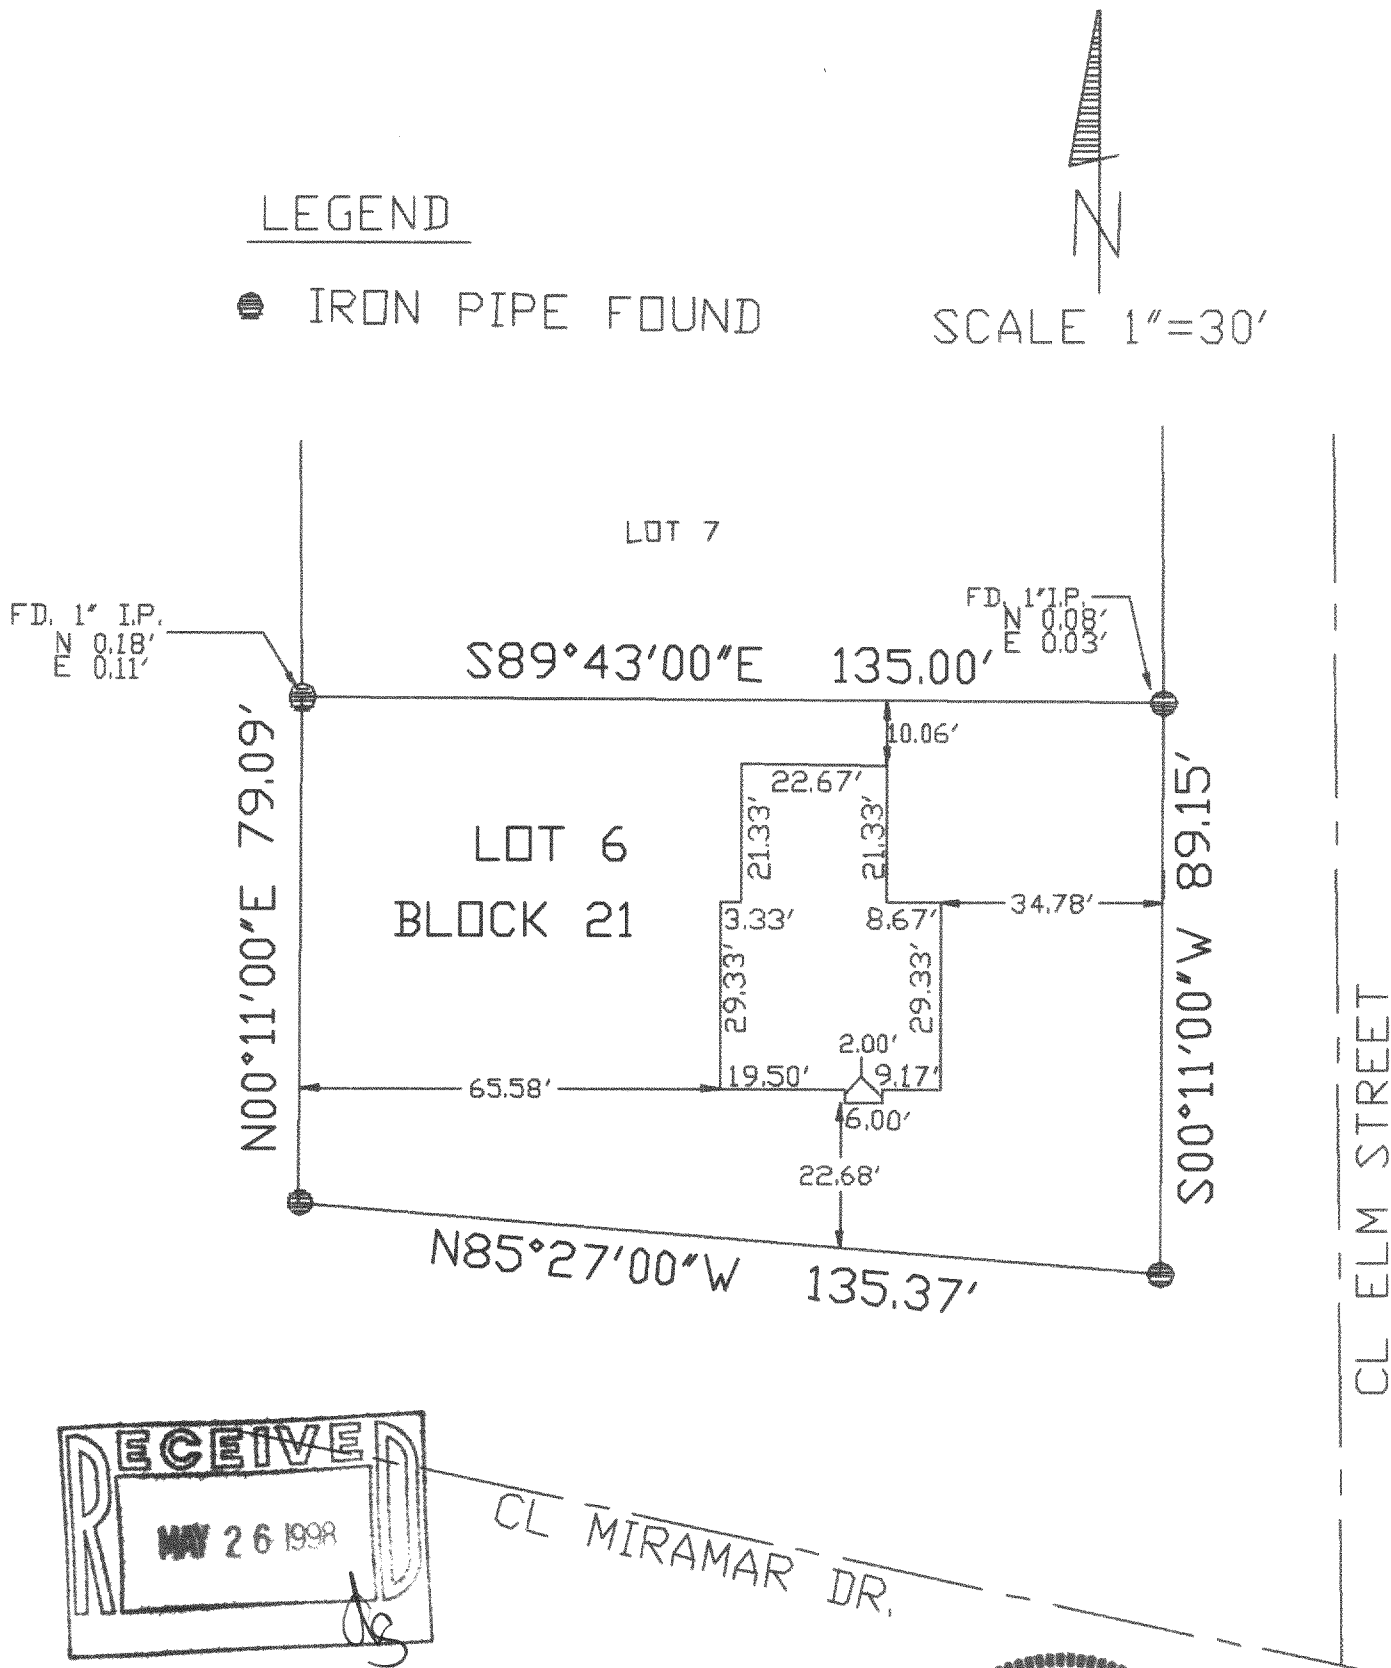 N
LEGEND
IRON PIPE FOUND
SCALE 1"=30'
LOT 7
FD. 1" I.P.
N 0.18'
E 0.11'
FD. 1"I.P.
N 0.08'
E 0.03'
S89°43'00"E 135.00'
10.06'
22.67'
21.33'
21.33'
N00°11'00"E 79.09'
S00°11'00"W 89.15'
LOT 6
BLOCK 21
3.33'
8.67'
34.78'
29.33'
29.33'
2.00'
19.50'
9.17'
65.58'
6.00'
22.68'
N85°27'00"W 135.37'
CL ELM STREET
RECEIVED
MAY 26 1998
CL MIRAMAR DR.